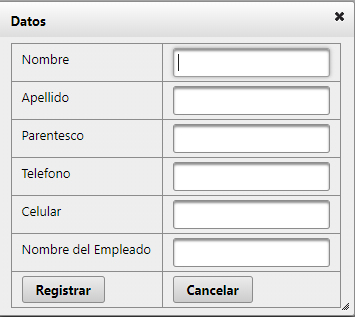 Datos
Nombre
Apellido
Parentesco
Telefono
Celular
Nombre del Empleado
Registrar Cancelar